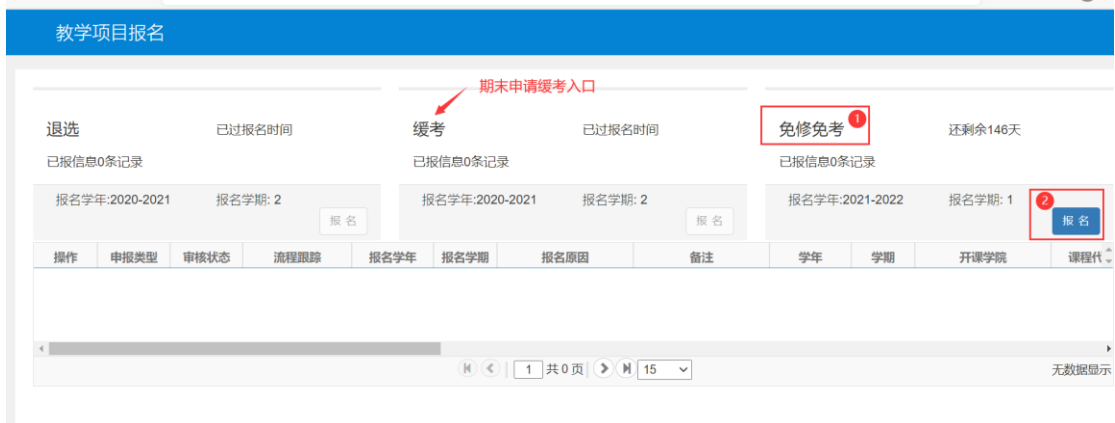 教学项目报名
期末申请缓考入口
退选 已过报名时间
缓考 已过报名时间
免修免考 1 还剩余146天
已报信息0条记录
已报信息0条记录
已报信息0条记录
报名学年:2020-2021 报名学期: 2
报名
报名学年:2020-2021 报名学期: 2
报名
报名学年:2021-2022 报名学期: 1
2
报名
操作 申报类型 审核状态 流程跟踪 报名学年 报名学期 报名原因 备注 学年 学期 开课学院 课程代
1 共 0 页 15 无数据显示